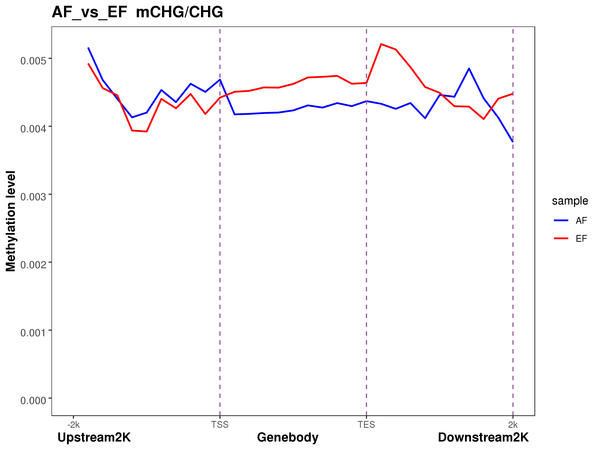 AF_vs_EF  mCHG/CHG
Methylation level
0.005
0.004
0.003
0.002
0.001
0.000
-2k
TSS
TES
2k
Upstream2K
Genebody
Downstream2K
sample
AF
EF